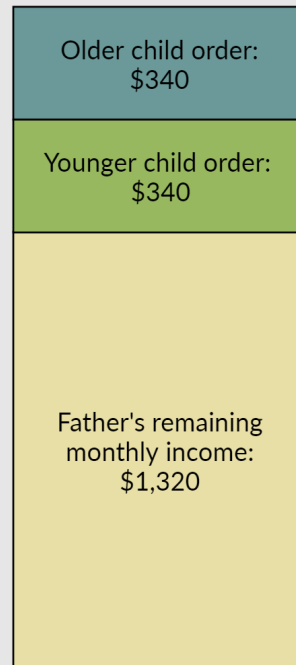 Older child order:
$340
Younger child order:
$340
Father's remaining
monthly income:
$1,320